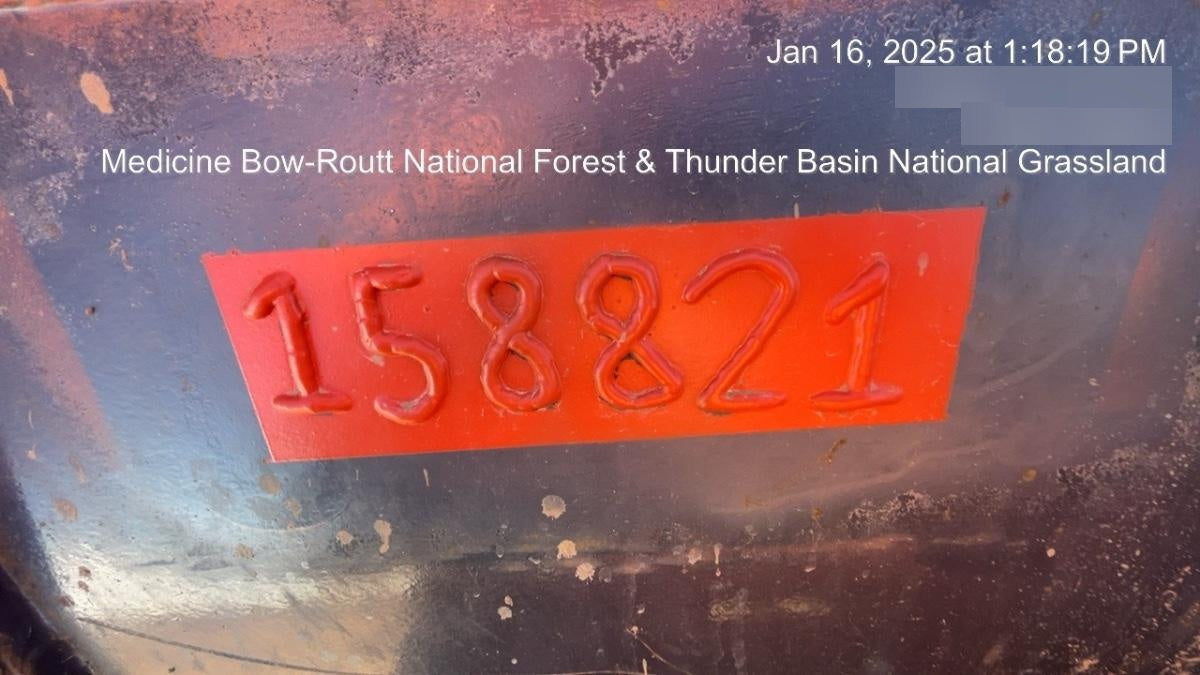 Jan 16, 2025 at 1:18:19 PM
Medicine Bow-Routt National Forest & Thunder Basin National Grassland
158821